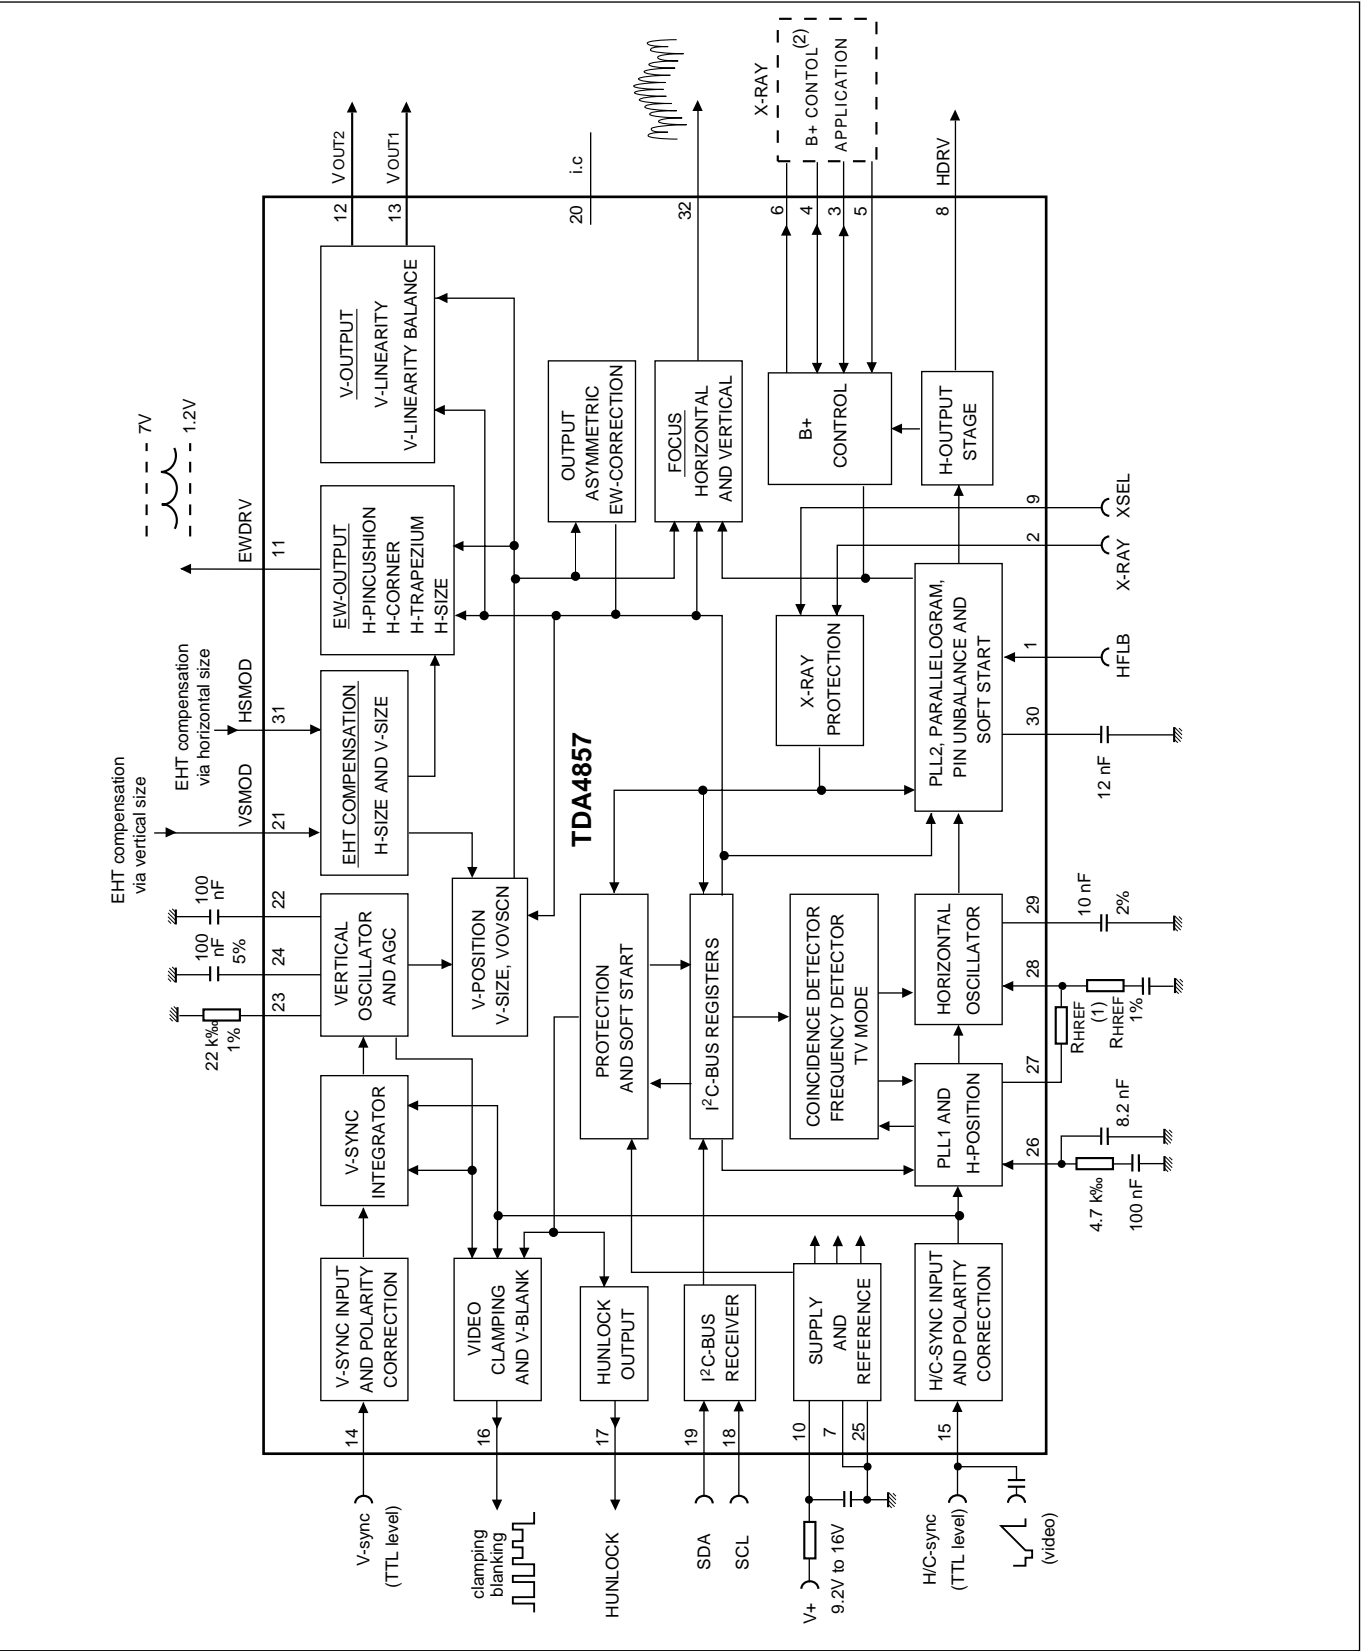 EHT compensation
via vertical size
EHT compensation
via horizontal size
7V
1.2V
22 k‰
1%
100
nF
5%
100
nF
VSMOD
HSMOD
EWDRV
VOUT2
VOUT1
i.c
23
24
22
21
31
11
12
13
20
32
14
V-sync
(TTL level)
V-SYNC INPUT
AND POLARITY
CORRECTION
V-SYNC
INTEGRATOR
VERTICAL
OSCILLATOR
AND AGC
EHT COMPENSATION
H-SIZE AND V-SIZE
EW-OUTPUT
H-PINCUSHION
H-CORNER
H-TRAPEZIUM
H-SIZE
V-OUTPUT
V-LINEARITY
V-LINEARITY BALANCE
16
clamping
blanking
VIDEO
CLAMPING
AND V-BLANK
V-POSITION
V-SIZE, VOVSCN
OUTPUT
ASYMMETRIC
EW-CORRECTION
17
HUNLOCK
HUNLOCK
OUTPUT
PROTECTION
AND SOFT START
TDA4857
FOCUS
HORIZONTAL
AND VERTICAL
19
18
SDA
SCL
I2C-BUS
RECEIVER
I2C-BUS REGISTERS
X-RAY
PROTECTION
B+
CONTROL
6
4
3
5
X-RAY
B+ CONTOL (2)
APPLICATION
10
7
25
V+
9.2V to 16V
SUPPLY
AND
REFERENCE
COINCIDENCE DETECTOR
FREQUENCY DETECTOR
TV MODE
15
H/C-sync
(TTL level)
(video)
H/C-SYNC INPUT
AND POLARITY
CORRECTION
PLL1 AND
H-POSITION
HORIZONTAL
OSCILLATOR
PLL2, PARALLELOGRAM,
PIN UNBALANCE AND
SOFT START
H-OUTPUT
STAGE
8
HDRV
26
27
28
29
30
1
2
9
4.7 k‰
100 nF
8.2 nF
RHREF
(1)
RHREF
1%
10 nF
2%
12 nF
HFLB
X-RAY
XSEL